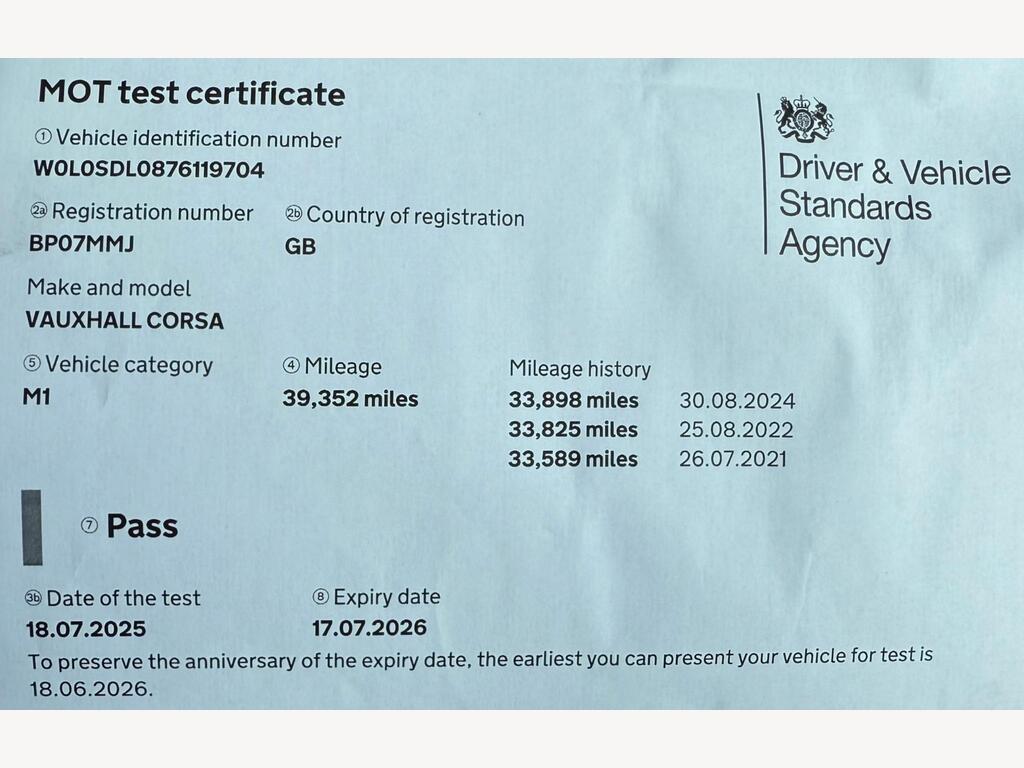 MOT test certificate
① Vehicle identification number
W0L0SDL0876119704
2a Registration number 2b Country of registration
BP07MMJ GB
Make and model
VAUXHALL CORSA
⑤ Vehicle category ④ Mileage Mileage history
M1 39,352 miles 33,898 miles 30.08.2024
33,825 miles 25.08.2022
33,589 miles 26.07.2021
⑦ Pass
3b Date of the test ⑧ Expiry date
18.07.2025 17.07.2026
To preserve the anniversary of the expiry date, the earliest you can present your vehicle for test is
18.06.2026.
Driver & Vehicle
Standards
Agency